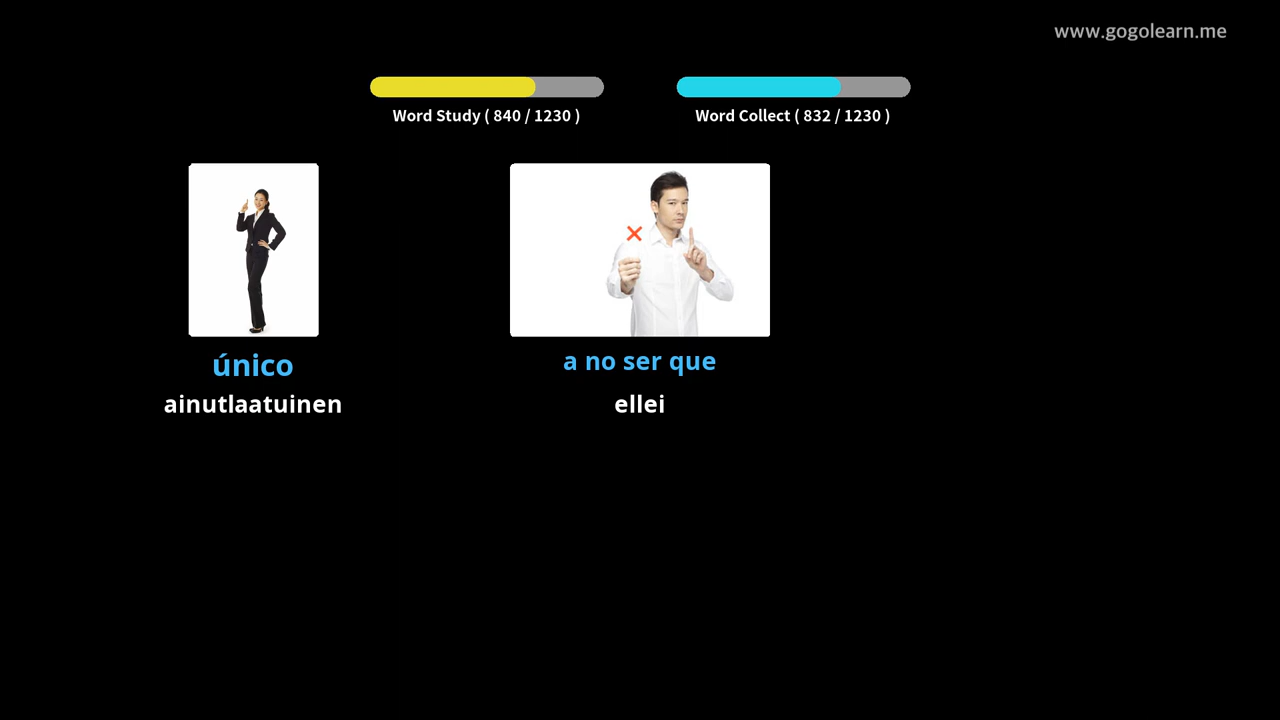 www.gogolearn.me
Word Study ( 840 / 1230 )
Word Collect ( 832 / 1230 )
único
ainutlaatuinen
a no ser que
ellei